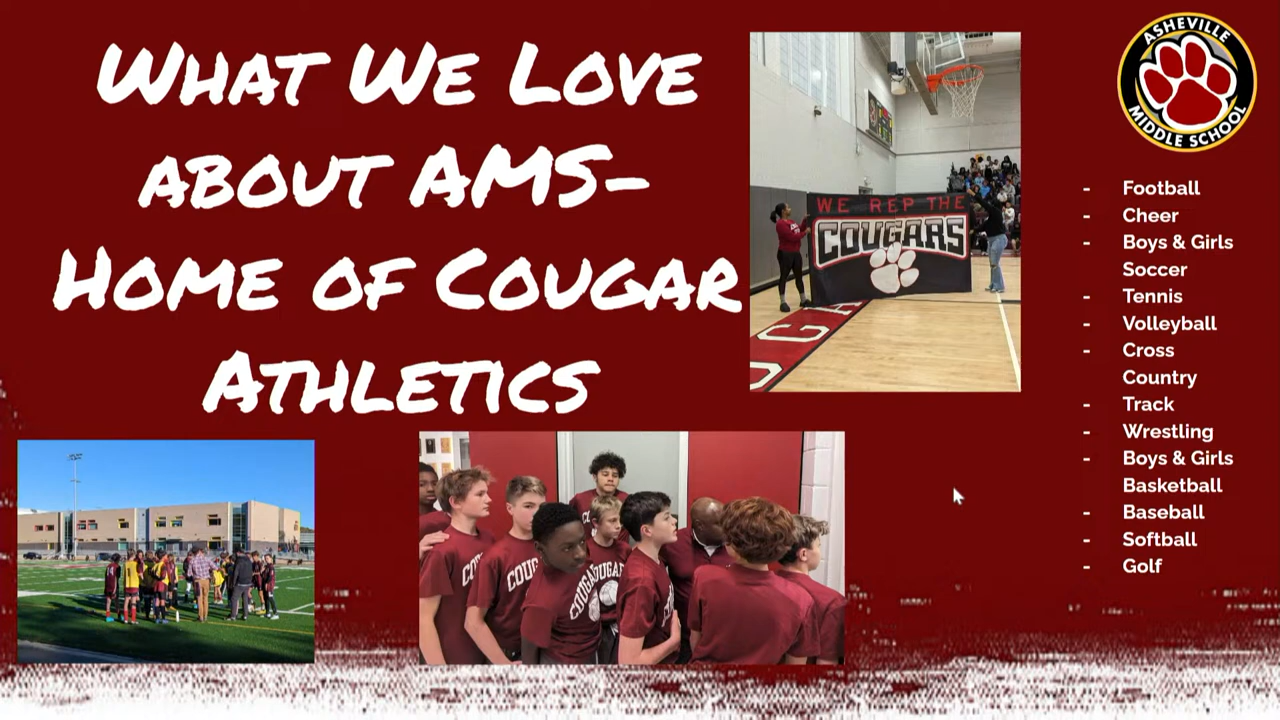 What We Love
about AMS-
Home of Cougar
Athletics
ASHEVILLE
MIDDLE SCHOOL
WE REP THE
COUGARS
- Football
- Cheer
- Boys & Girls
Soccer
- Tennis
- Volleyball
- Cross
Country
- Track
- Wrestling
- Boys & Girls
Basketball
- Baseball
- Softball
- Golf